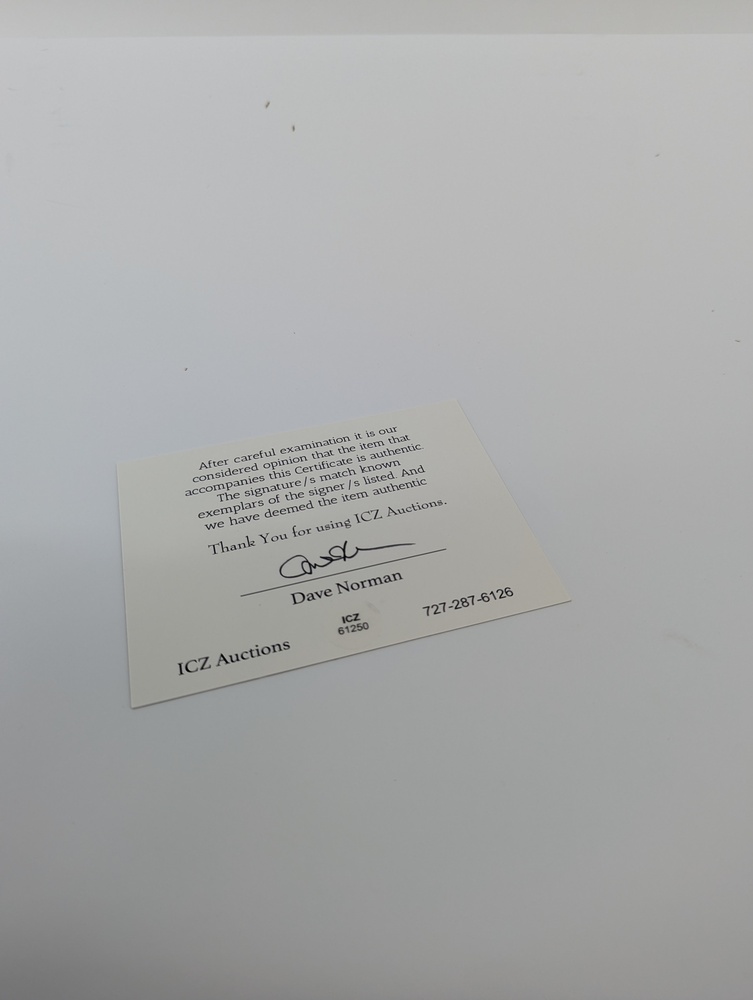 After careful examination it is our
considered opinion that the item that
accompanies this Certificate is authentic.
The signature/s match known
exemplars of the signer/s listed. And
we have deemed the item authentic
Thank You for using ICZ Auctions.
Dave Norman
ICZ
61250
727-287-6126
ICZ Auctions